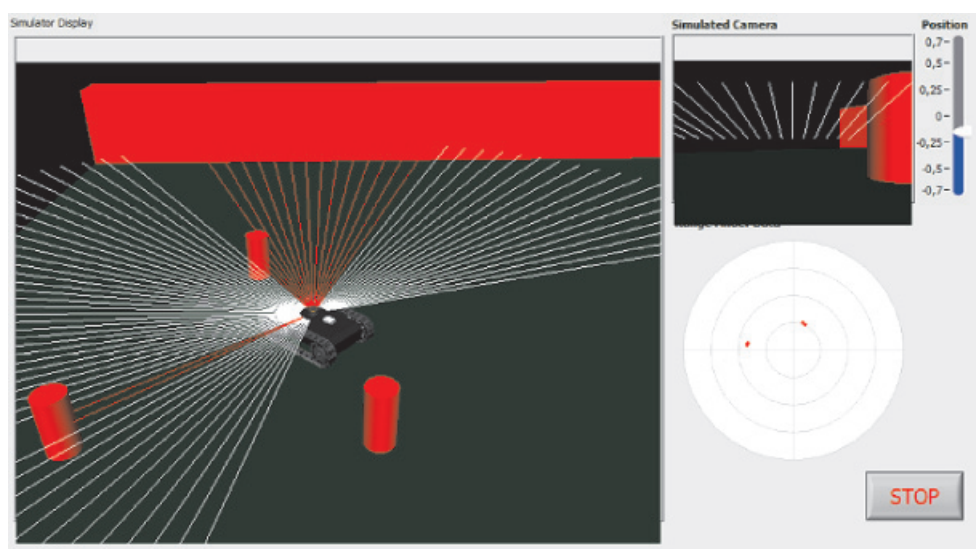 Simulator Display
Simulated Camera
Position
0,7-
0,5-
0,25-
0-
-0,25-
-0,5-
-0,7-
STOP